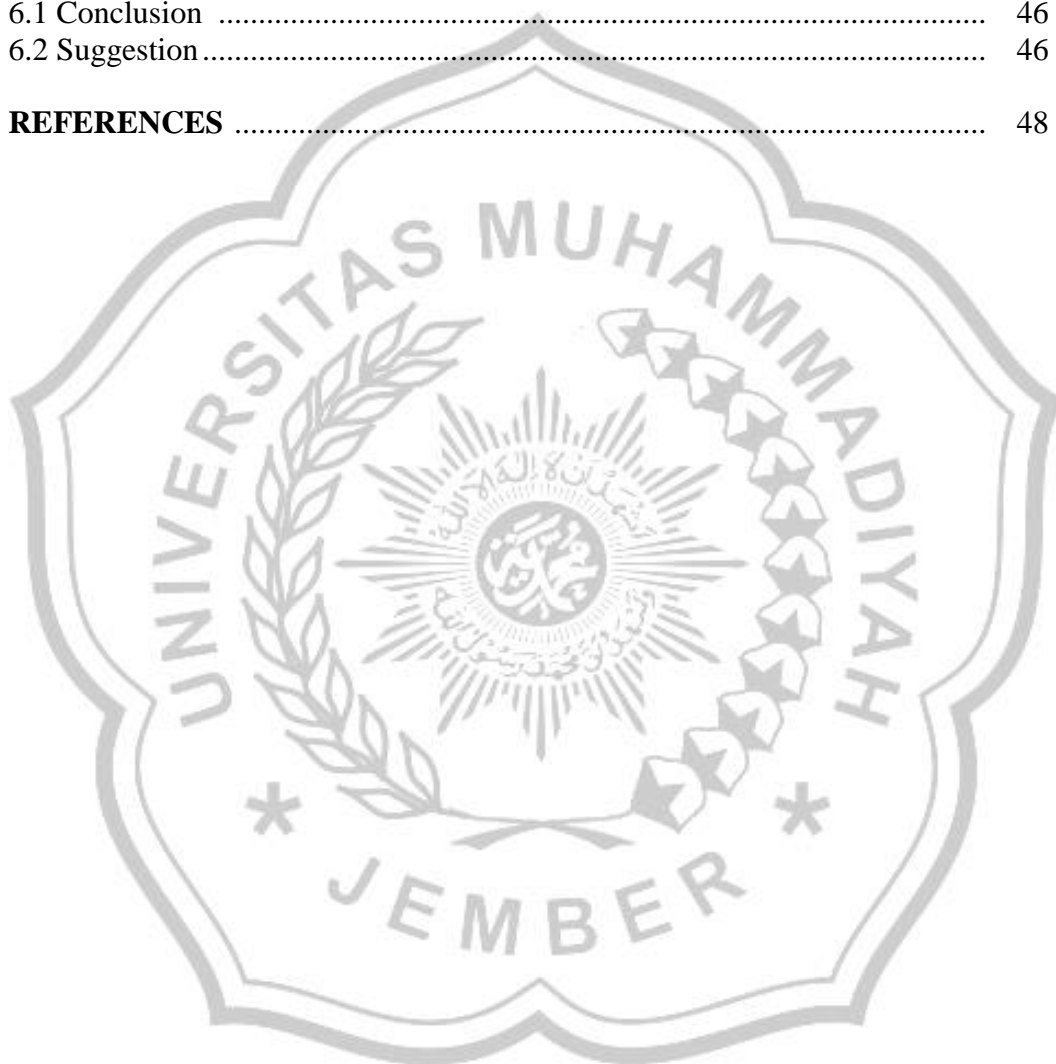 6.1 Conclusion ................................................................................ 46
6.2 Suggestion ................................................................................ 46
REFERENCES ................................................................................ 48
UNIVERSITAS MUHAMMADIYAH
* JEMBER *